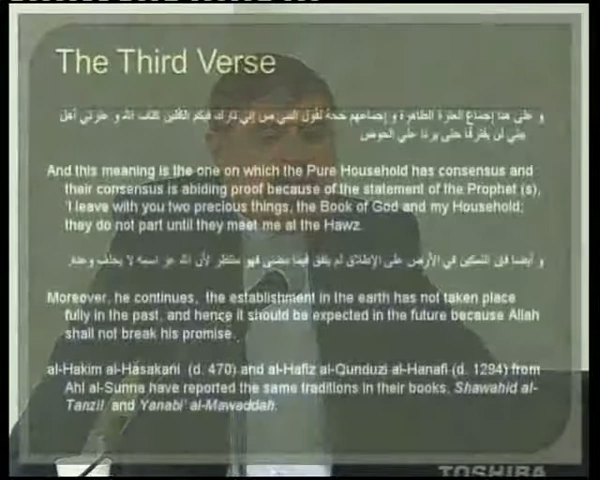 The Third Verse
و على هذا إجماع العترة الطاهرة و إجماعهم حجة لقول النبي ص إني تارك فيكم الثقلين كتاب الله و عترتي أهل
بيتي لن يفترقا حتى يردا علي الحوض
And this meaning is the one on which the Pure Household has consensus and
their consensus is abiding proof because of the statement of the Prophet (s),
'I leave with you two precious things, the Book of God and my Household;
they do not part until they meet me at the Hawz.
و أيضا فإن التمكين في الأرض على الإطلاق لم يتفق فيما مضى فهو منتظر لأن الله عز اسمه لا يخلف وعده
Moreover, he continues, the establishment in the earth has not taken place
fully in the past, and hence it should be expected in the future because Allah
shall not break his promise.
al-Hakim al-Hasakani (d. 470) and al-Hafiz al-Qunduzi al-Hanafi (d. 1294) from
Ahl al-Sunna have reported the same traditions in their books, Shawahid al-
Tanzil and Yanabi' al-Mawaddah.
TOSHIBA